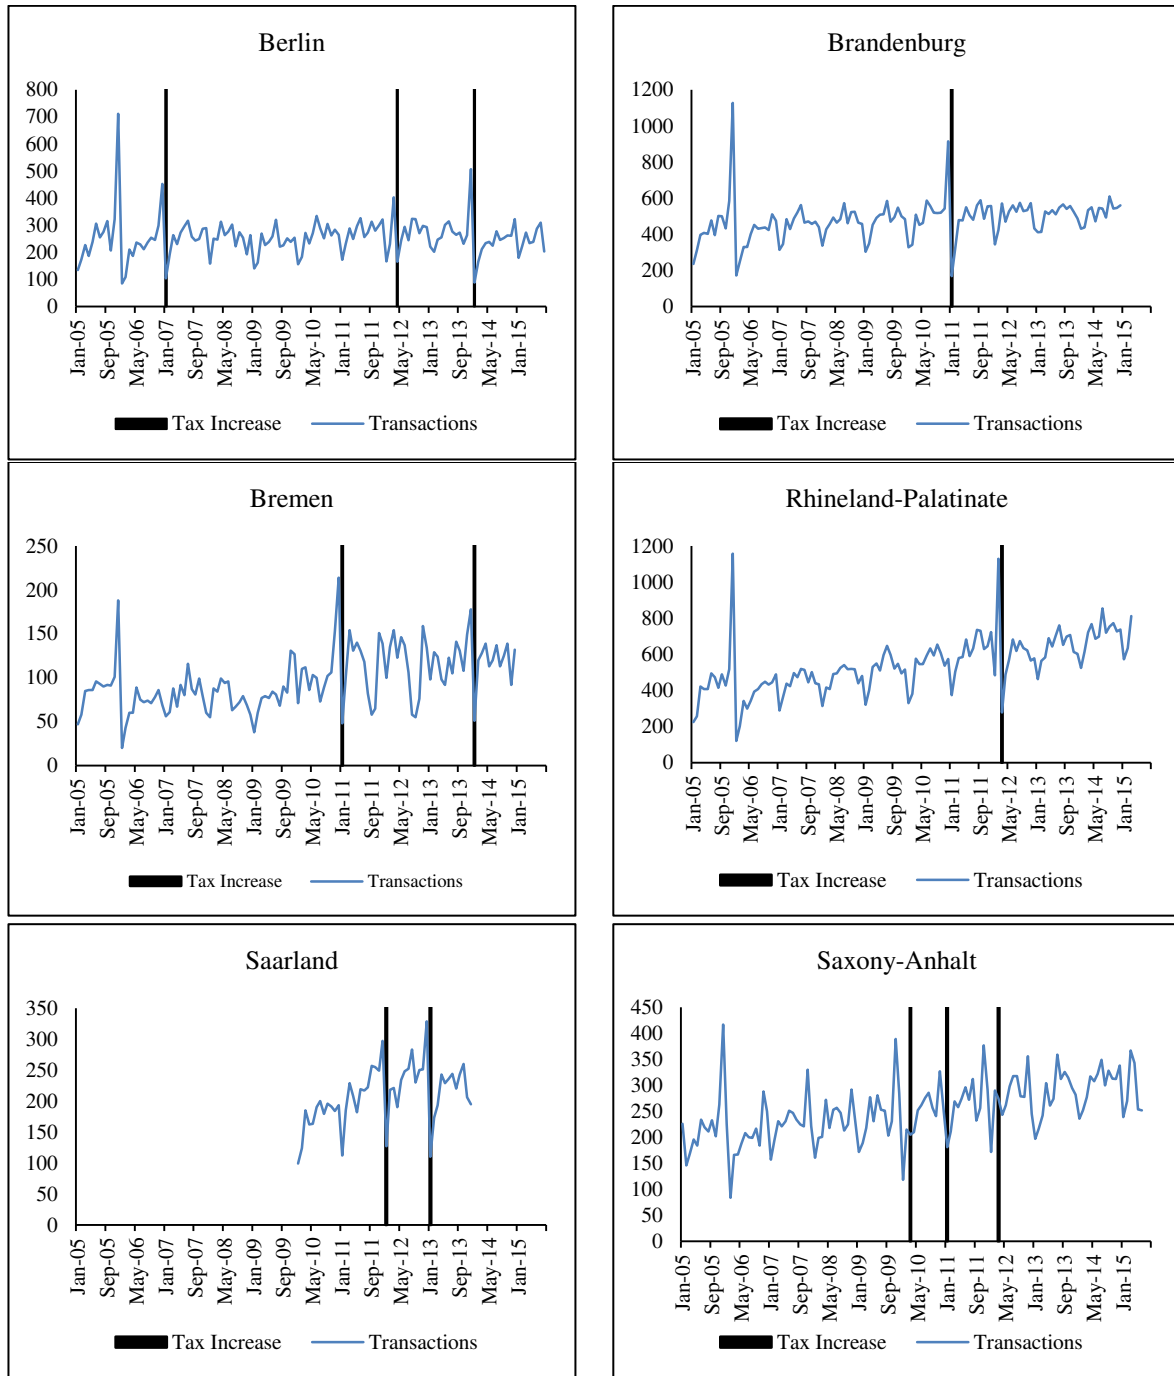 Berlin
800
700
600
500
400
300
200
100
0
Jan-05
Sep-05
May-06
Jan-07
Sep-07
May-08
Jan-09
Sep-09
May-10
Jan-11
Sep-11
May-12
Jan-13
Sep-13
May-14
Jan-15
Tax Increase Transactions
Brandenburg
1200
1000
800
600
400
200
0
Jan-05
Sep-05
May-06
Jan-07
Sep-07
May-08
Jan-09
Sep-09
May-10
Jan-11
Sep-11
May-12
Jan-13
Sep-13
May-14
Jan-15
Tax Increase Transactions
Bremen
250
200
150
100
50
0
Jan-05
Sep-05
May-06
Jan-07
Sep-07
May-08
Jan-09
Sep-09
May-10
Jan-11
Sep-11
May-12
Jan-13
Sep-13
May-14
Jan-15
Tax Increase Transactions
Rhineland-Palatinate
1200
1000
800
600
400
200
0
Jan-05
Sep-05
May-06
Jan-07
Sep-07
May-08
Jan-09
Sep-09
May-10
Jan-11
Sep-11
May-12
Jan-13
Sep-13
May-14
Jan-15
Tax Increase Transactions
Saarland
350
300
250
200
150
100
50
0
Jan-05
Sep-05
May-06
Jan-07
Sep-07
May-08
Jan-09
Sep-09
May-10
Jan-11
Sep-11
May-12
Jan-13
Sep-13
May-14
Jan-15
Tax Increase Transactions
Saxony-Anhalt
450
400
350
300
250
200
150
100
50
0
Jan-05
Sep-05
May-06
Jan-07
Sep-07
May-08
Jan-09
Sep-09
May-10
Jan-11
Sep-11
May-12
Jan-13
Sep-13
May-14
Jan-15
Tax Increase Transactions